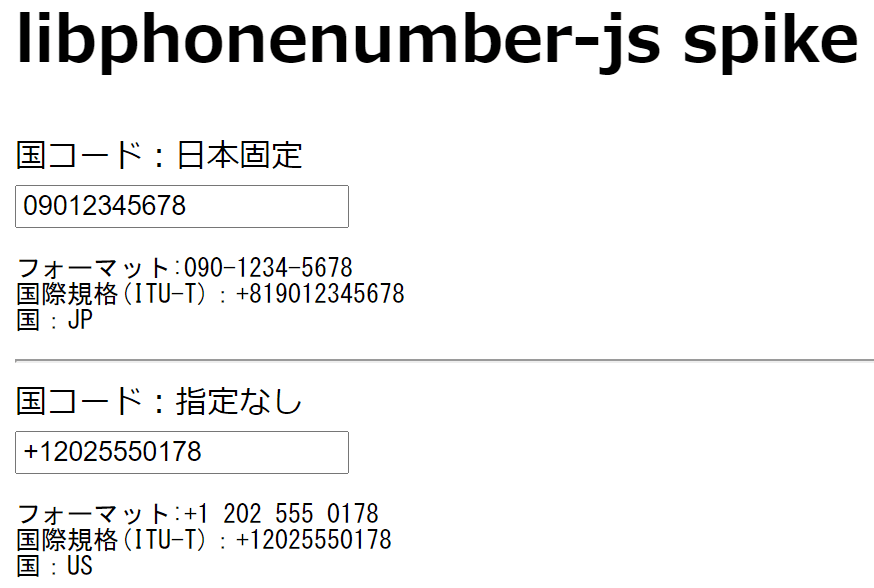 libphonenumber-js spike
国コード：日本固定
09012345678
フォーマット:090-1234-5678
国際規格(ITU-T)：+819012345678
国：JP
国コード：指定なし
+12025550178
フォーマット:+1 202 555 0178
国際規格(ITU-T)：+12025550178
国：US